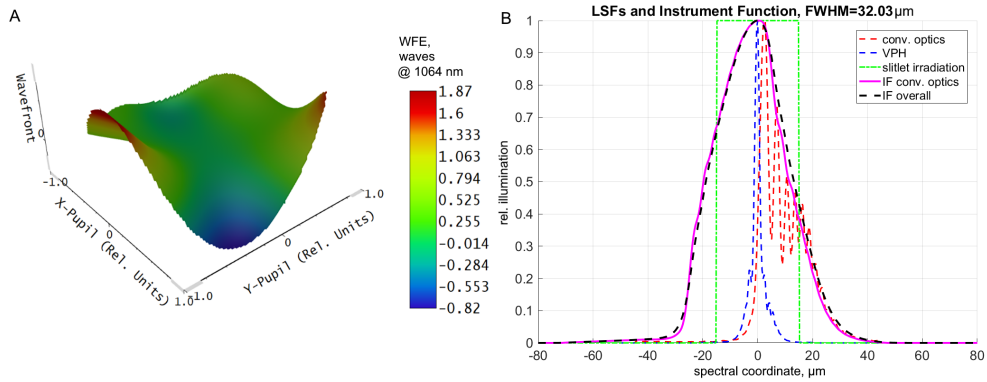 A
WFE,
waves
@ 1064 nm
1.87
1.6
1.333
1.063
0.794
0.525
0.255
-0.014
-0.284
-0.553
-0.82
Wavefront
0
-1.0
X-Pupil (Rel. Units)
0
1.0
-1.0
Y-Pupil (Rel. Units)
0
1.0
B
LSFs and Instrument Function, FWHM=32.03μm
conv. optics
VPH
slitlet irradiation
IF conv. optics
IF overall
rel. illumination
1
0.9
0.8
0.7
0.6
0.5
0.4
0.3
0.2
0.1
0
-80
-60
-40
-20
0
20
40
60
80
spectral coordinate, μm